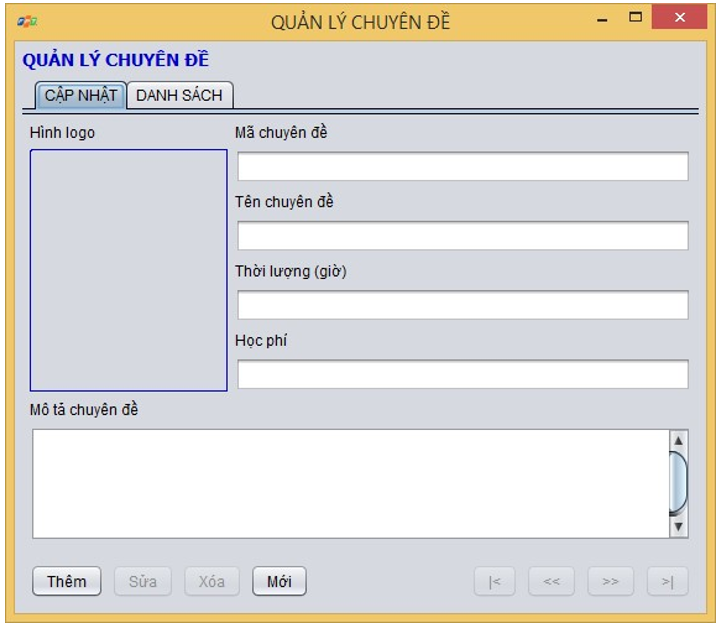 QUẢN LÝ CHUYÊN ĐỀ
QUẢN LÝ CHUYÊN ĐỀ
CẬP NHẬT DANH SÁCH
Hình logo
Mã chuyên đề
Tên chuyên đề
Thời lượng (giờ)
Học phí
Mô tả chuyên đề
Thêm Sửa Xóa Mới |< << >> >|